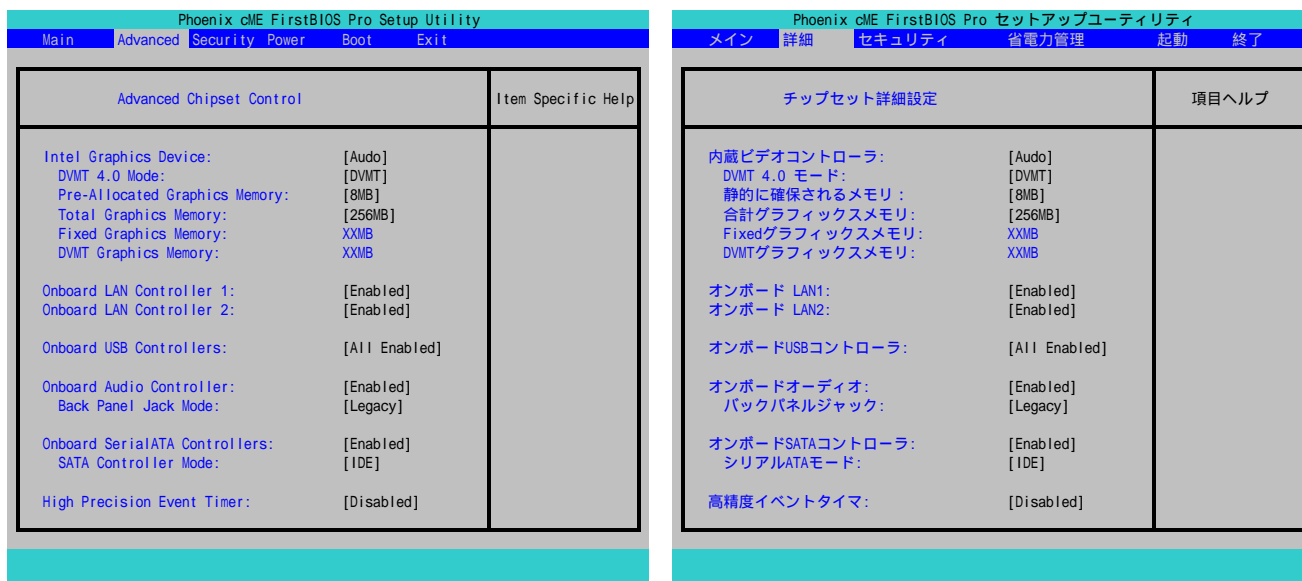 Phoenix cME FirstBIOS Pro Setup Utility
Main Advanced Security Power Boot Exit
Advanced Chipset Control
Item Specific Help
Intel Graphics Device: [Audo]
DVMT 4.0 Mode: [DVMT]
Pre-Allocated Graphics Memory: [8MB]
Total Graphics Memory: [256MB]
Fixed Graphics Memory: XXMB
DVMT Graphics Memory: XXMB
Onboard LAN Controller 1: [Enabled]
Onboard LAN Controller 2: [Enabled]
Onboard USB Controllers: [All Enabled]
Onboard Audio Controller: [Enabled]
Back Panel Jack Mode: [Legacy]
Onboard SerialATA Controllers: [Enabled]
SATA Controller Mode: [IDE]
High Precision Event Timer: [Disabled]
Phoenix cME FirstBIOS Pro セットアップユーティリティ
メイン 詳細 セキュリティ 省電力管理 起動 終了
チップセット詳細設定
項目ヘルプ
内蔵ビデオコントローラ: [Audo]
DVMT 4.0 モード: [DVMT]
静的に確保されるメモリ: [8MB]
合計グラフィックスメモリ: [256MB]
Fixedグラフィックスメモリ: XXMB
DVMTグラフィックスメモリ: XXMB
オンボード LAN1: [Enabled]
オンボード LAN2: [Enabled]
オンボードUSBコントローラ: [All Enabled]
オンボードオーディオ: [Enabled]
バックパネルジャック: [Legacy]
オンボードSATAコントローラ: [Enabled]
シリアルATAモード: [IDE]
高精度イベントタイマ: [Disabled]